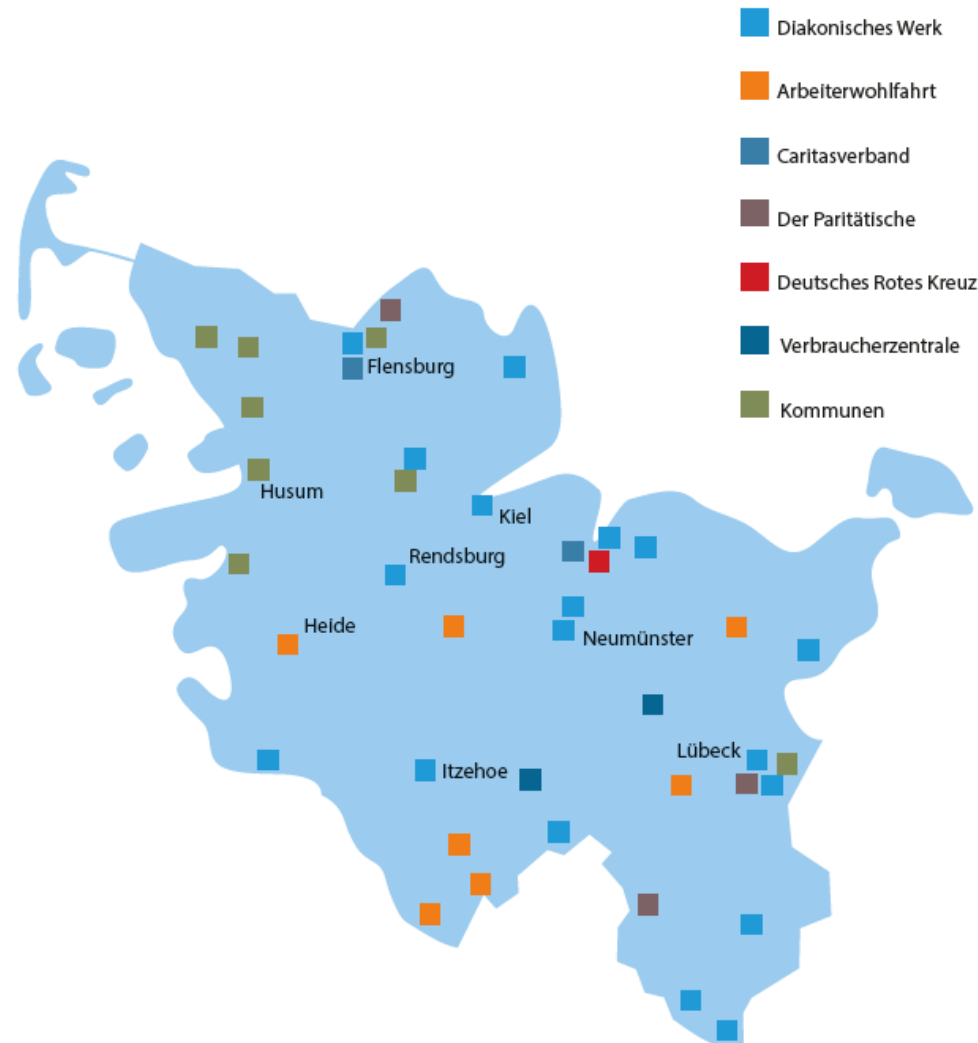 Diakonisches Werk
Arbeiterwohlfahrt
Caritasverband
Der Paritätische
Deutsches Rotes Kreuz
Verbraucherzentrale
Kommunen
Flensburg
Husum
Kiel
Rendsburg
Heide
Neumünster
Lübeck
Itzehoe